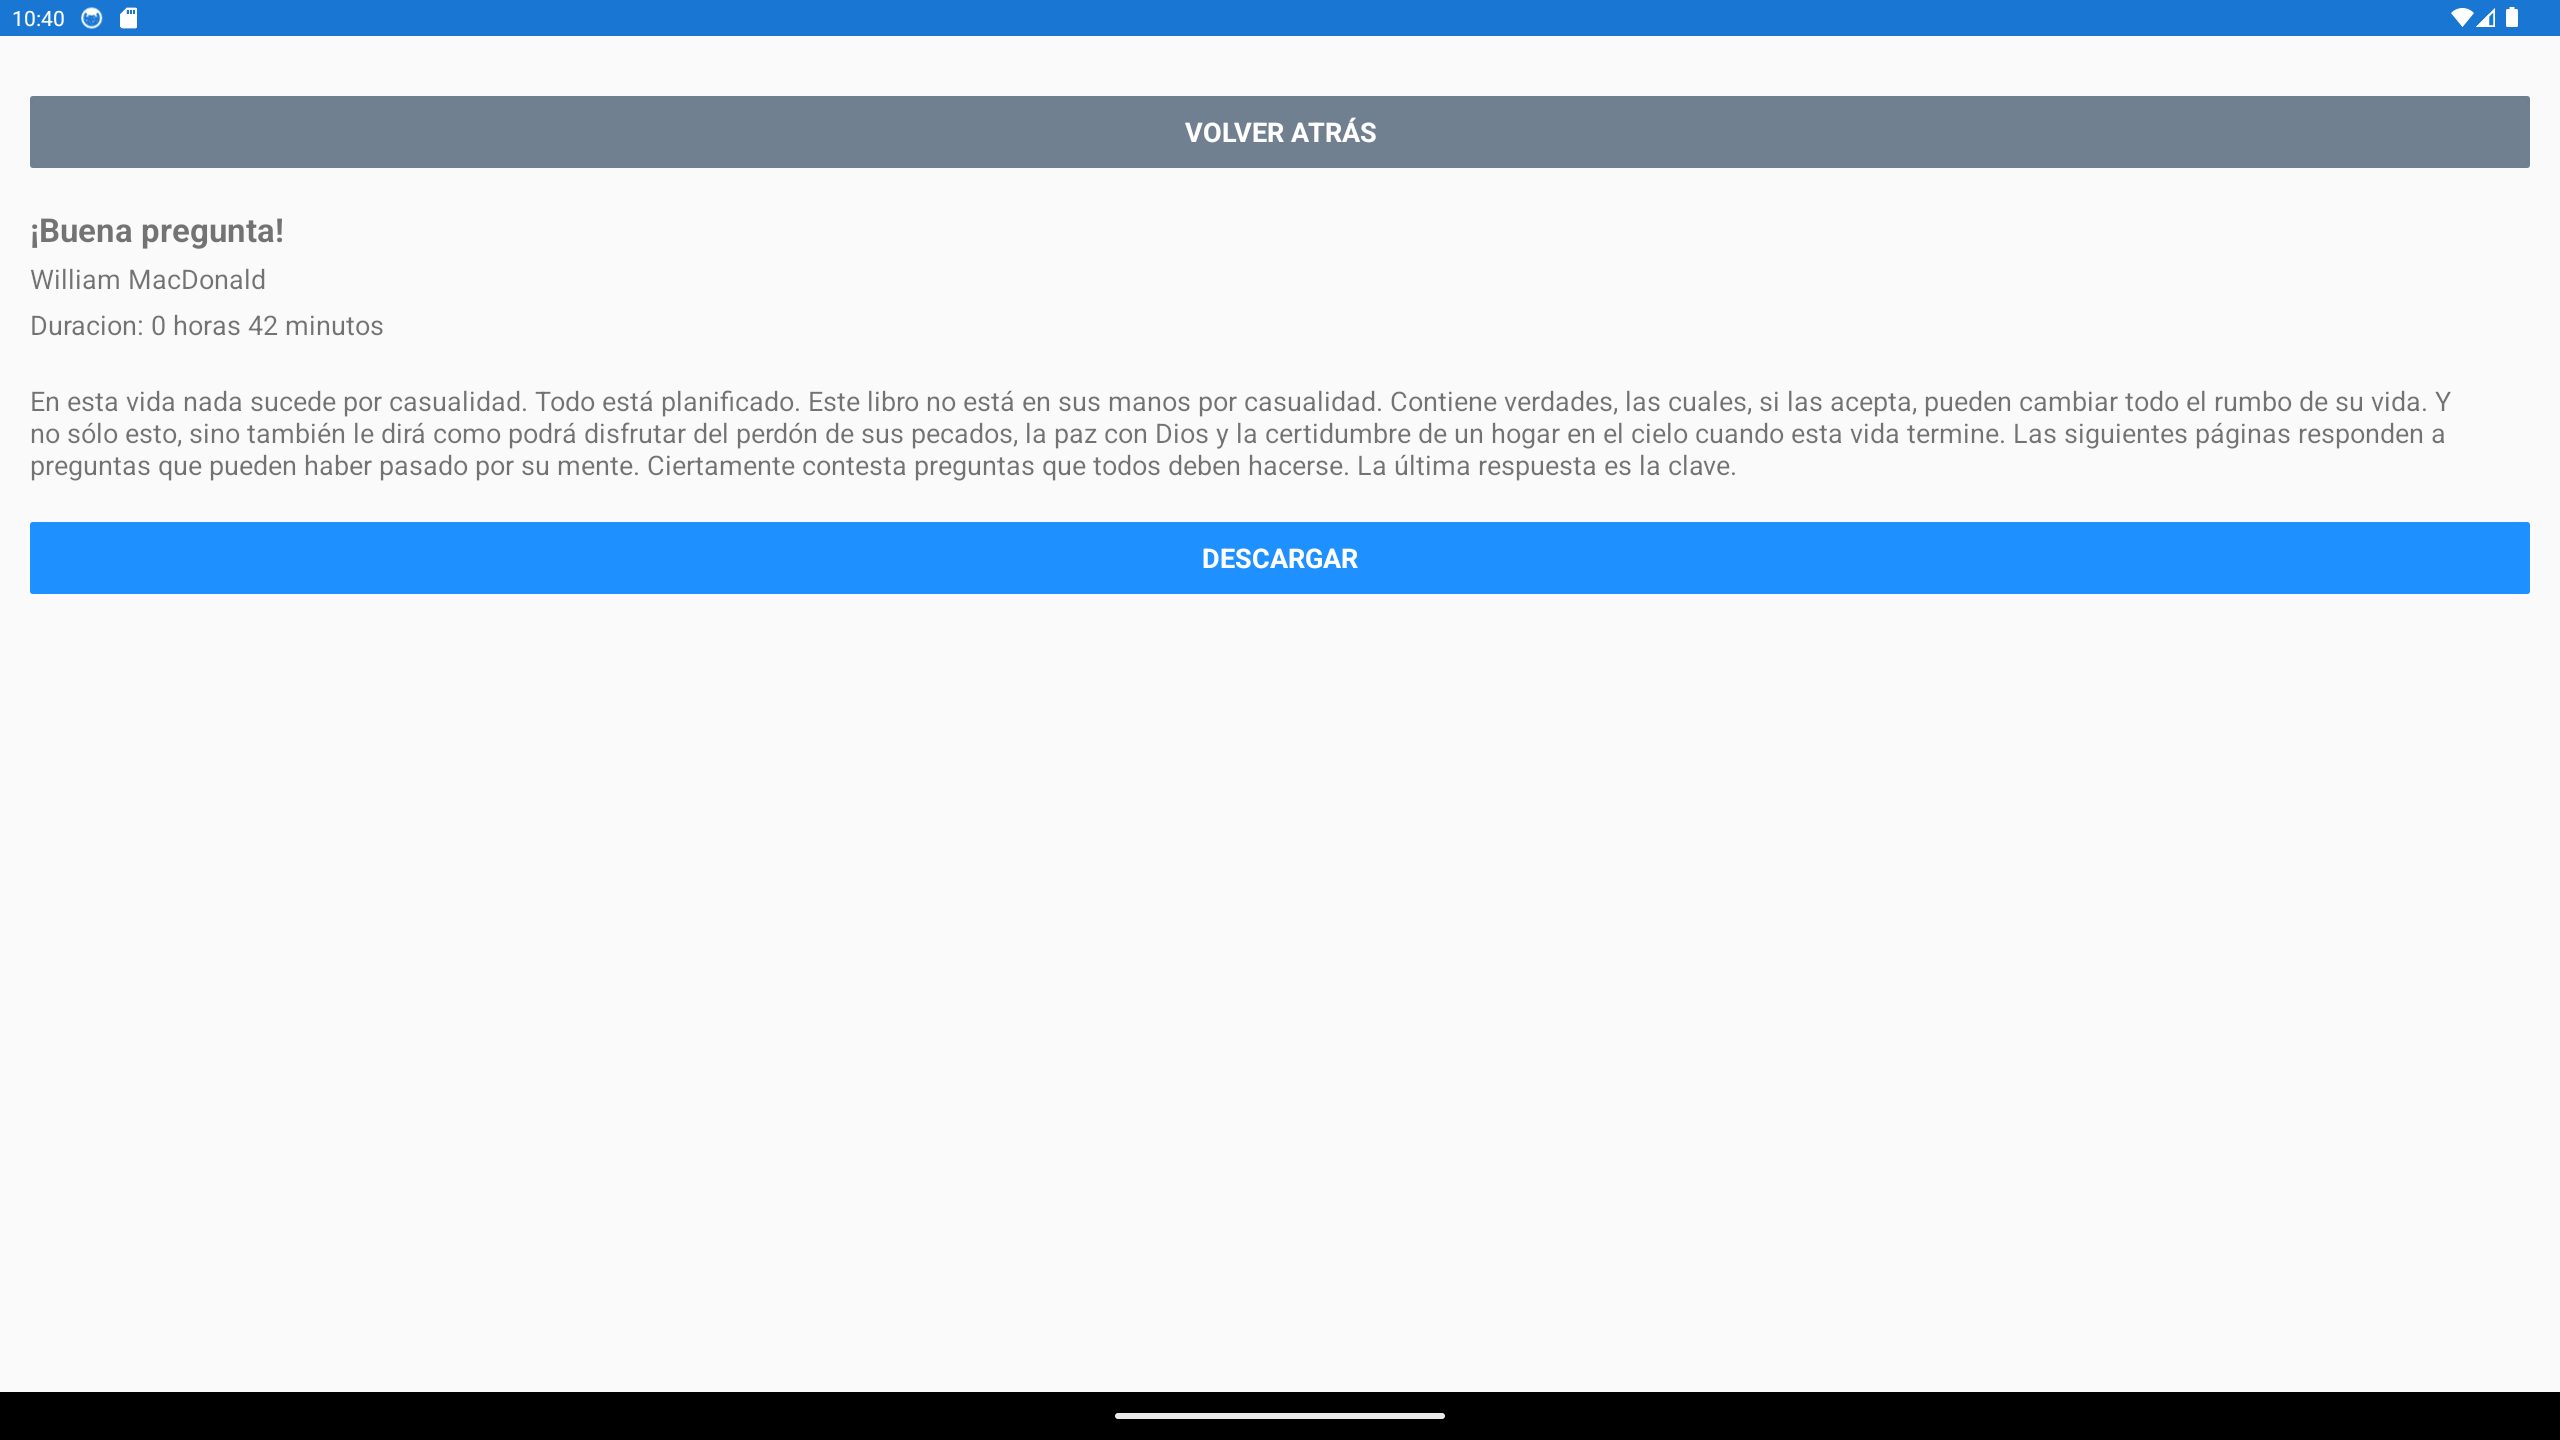 10:40
VOLVER ATRÁS
¡Buena pregunta!
William MacDonald
Duracion: 0 horas 42 minutos
En esta vida nada sucede por casualidad. Todo está planificado. Este libro no está en sus manos por casualidad. Contiene verdades, las cuales, si las acepta, pueden cambiar todo el rumbo de su vida. Y
no sólo esto, sino también le dirá como podrá disfrutar del perdón de sus pecados, la paz con Dios y la certidumbre de un hogar en el cielo cuando esta vida termine. Las siguientes páginas responden a
preguntas que pueden haber pasado por su mente. Ciertamente contesta preguntas que todos deben hacerse. La última respuesta es la clave.
DESCARGAR